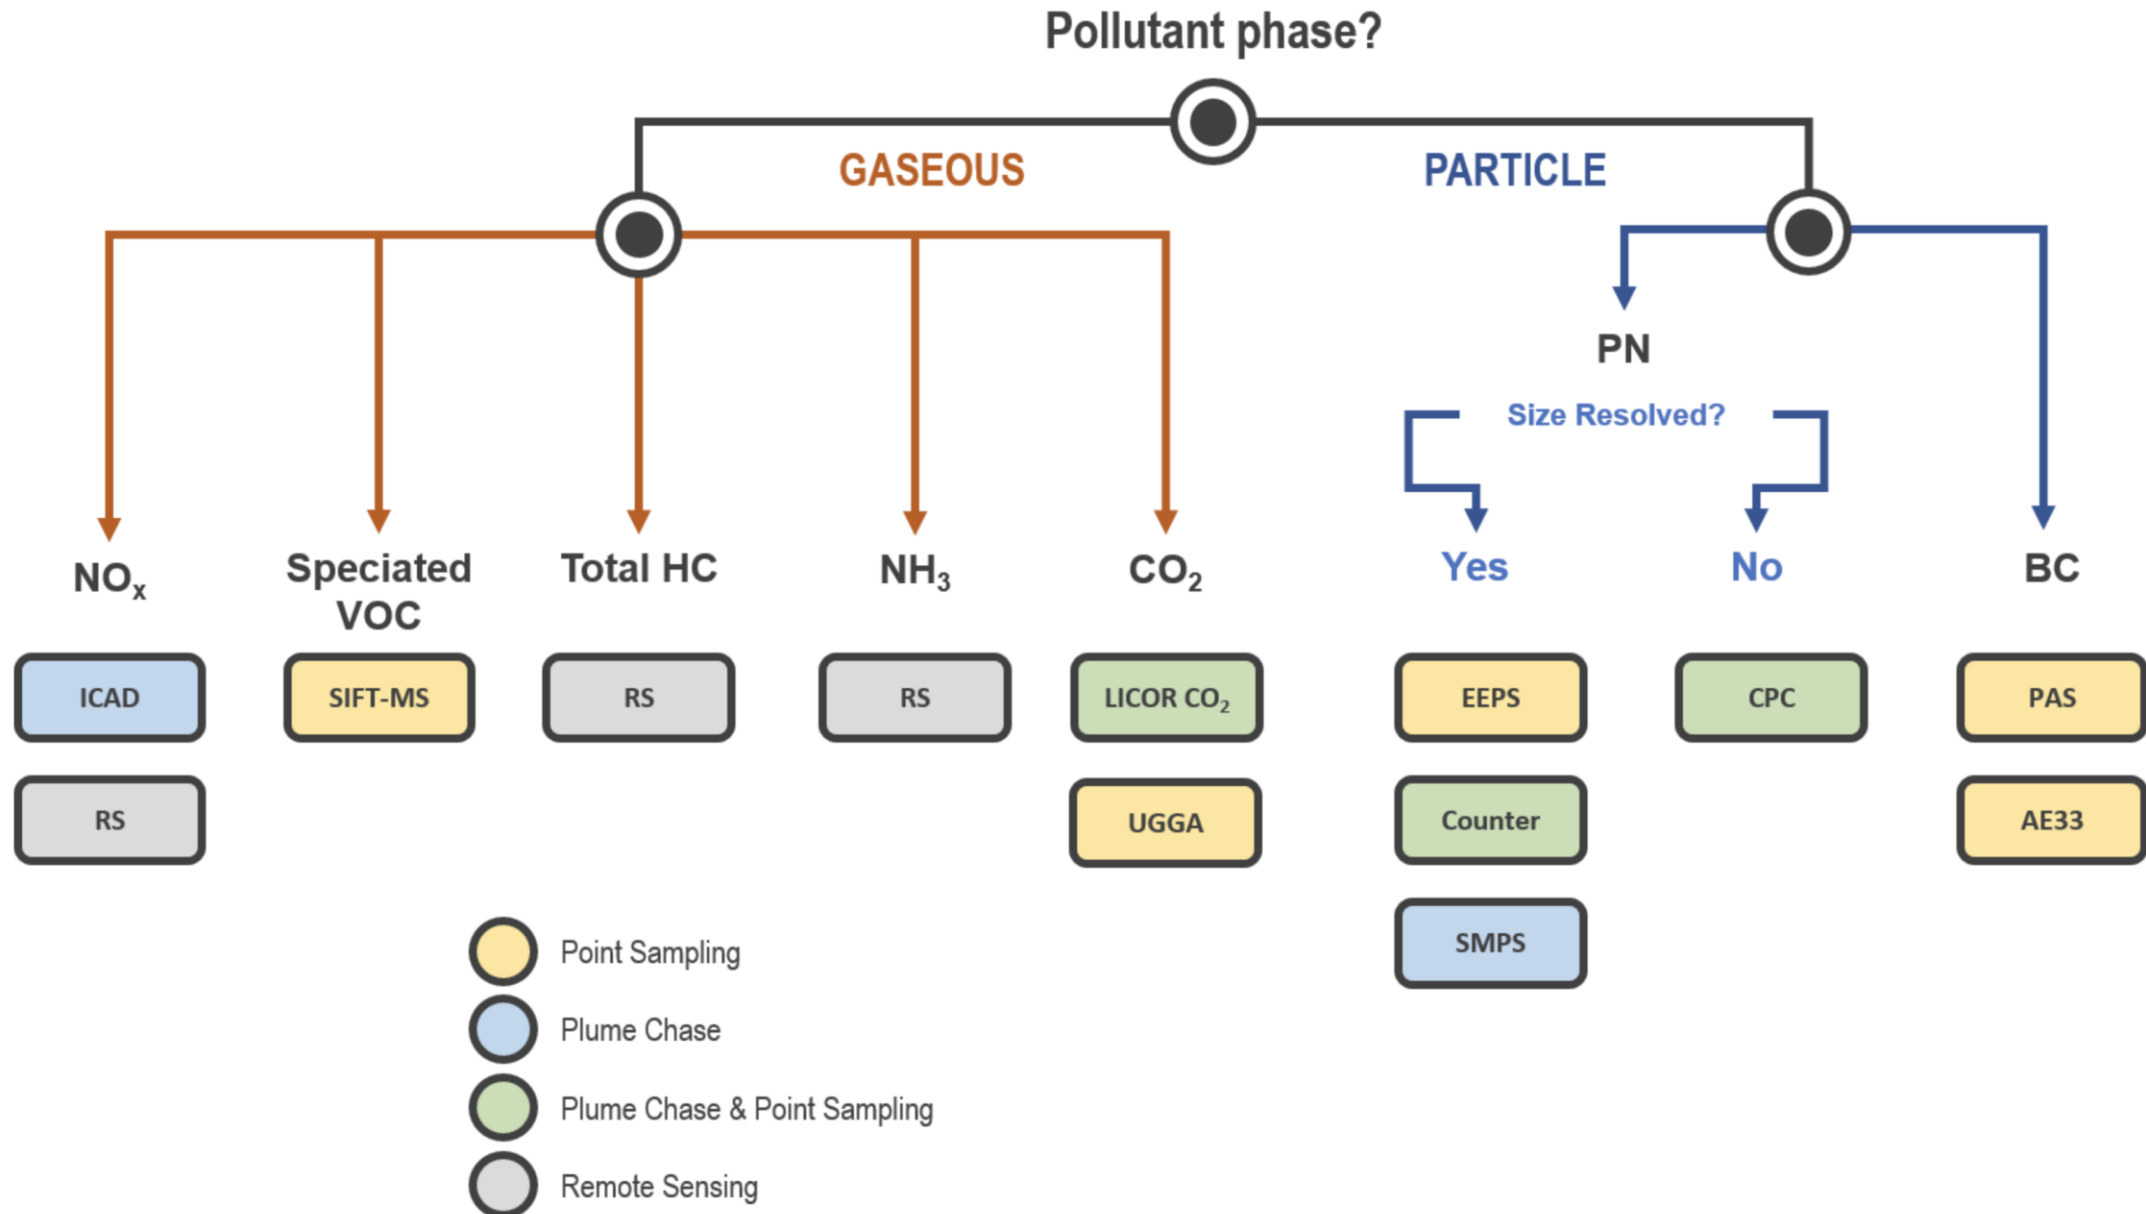 Pollutant phase?
GASEOUS
PARTICLE
PN
Size Resolved?
NOₓ
Speciated
VOC
Total HC
NH₃
CO₂
Yes
No
BC
ICAD
SIFT-MS
RS
RS
LICOR CO₂
EEPS
CPC
PAS
RS
UGGA
Counter
AE33
SMPS
Point Sampling
Plume Chase
Plume Chase & Point Sampling
Remote Sensing